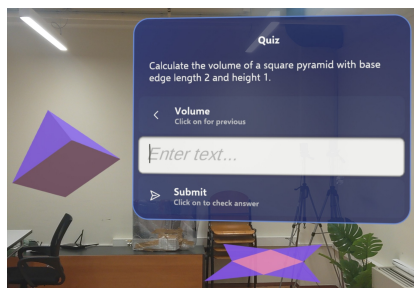 Quiz
Calculate the volume of a square pyramid with base
edge length 2 and height 1.
Volume
Click on for previous
Enter text...
Submit
Click on to check answer